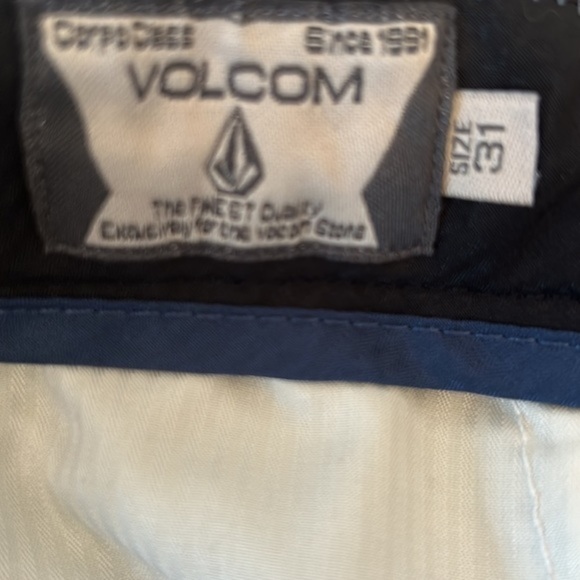 Corpo Class Since 1991
VOLCOM
The FINEST Quality
Exclusively for the Volcom Stone
SIZE
31